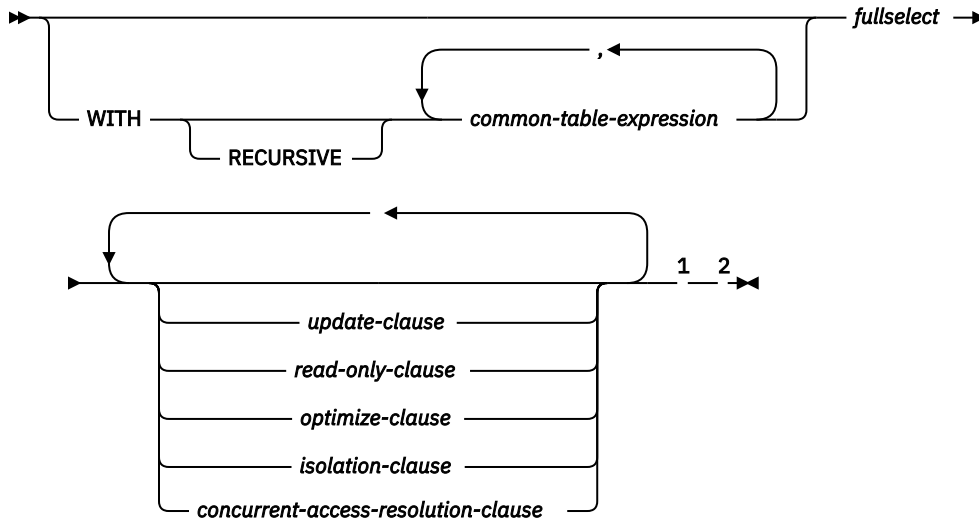 fullselect
,
WITH
common-table-expression
RECURSIVE
1 2
update-clause
read-only-clause
optimize-clause
isolation-clause
concurrent-access-resolution-clause